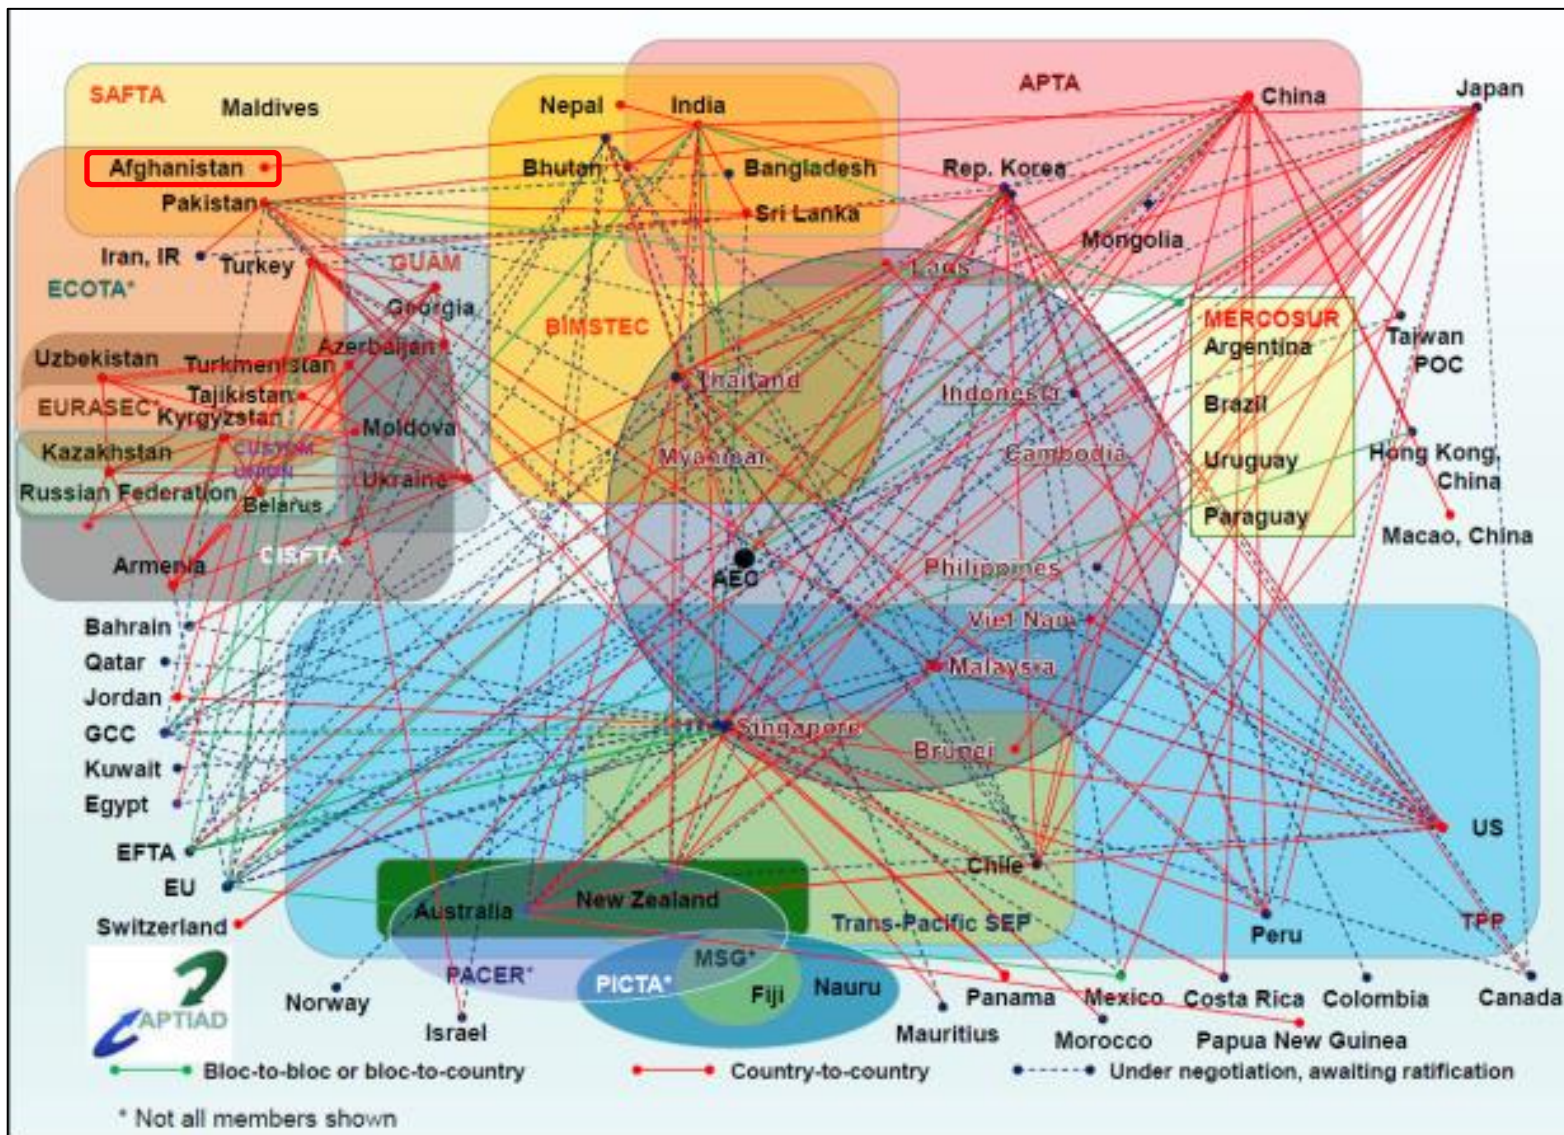 SAFTA
Maldives
Nepal
India
APTA
China
Japan
Afghanistan
Bhutan
Bangladesh
Rep. Korea
Pakistan
Sri Lanka
Mongolia
Iran, IR
Turkey
GUAM
Laos
ECOTA*
Georgia
BIMSTEC
MERCOSUR
Argentina
Taiwan
POC
Uzbekistan
Turkmenistan
Azerbaijan
Thailand
Indonesia
Brazil
EURASEC*
Tajikistan
Kyrgyzstan
Moldova
Kazakhstan
CUSTOM
UNION
Myanmar
Cambodia
Uruguay
Hong Kong,
China
Russian Federation
Belarus
Ukraine
Paraguay
Macao, China
Armenia
CISFTA
AEC
Philippines
Bahrain
Viet Nam
Qatar
Malaysia
Jordan
GCC
Singapore
Brunei
Kuwait
Egypt
US
EFTA
EU
Chile
Switzerland
Australia
New Zealand
Trans-Pacific SEP
Peru
TPP
PACER*
PICTA*
MSG*
Fiji
Nauru
Norway
Israel
Mauritius
Panama
Morocco
Mexico
Costa Rica
Papua New Guinea
Colombia
Canada
APTIAD
Bloc-to-bloc or bloc-to-country
Country-to-country
Under negotiation, awaiting ratification
* Not all members shown